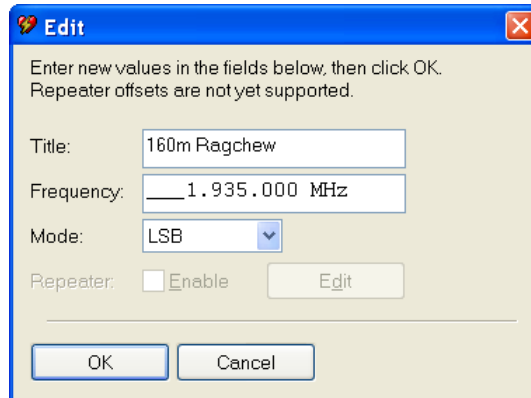 Edit
Enter new values in the fields below, then click OK.
Repeater offsets are not yet supported.
Title: 160m Ragchew
Frequency: ___1.935.000 MHz
Mode: LSB
Repeater: Enable Edit
OK Cancel